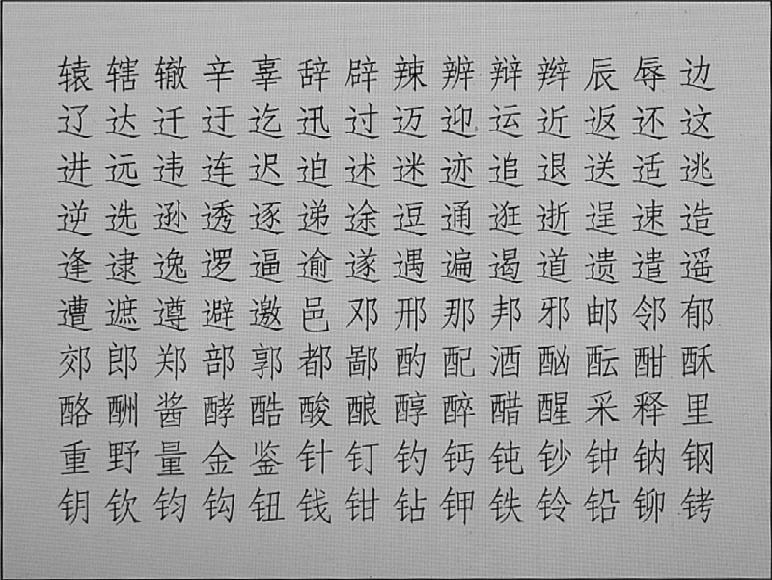 辕辖辙辛辜辞辟辣辨辩辫辰辱边
辽达迁迂迄迅过迈迎运近返还这
进远违连迟迫述迷迹追退送适逃
逆选逊透逐递途逗通逛逝逞速造
逢逮逸逻逼逾遂遇遍遏道遗遣遥
遭遮遵避邀邑邓邢那邦邪邮邻郁
郊郎郑部郭都鄙酌配酒酗酝酣酥
酪酬酱酵酷酸酿醇醉醋醒采释里
重野量金鉴针钉钓钙钝钞钟钠钢
钥钦钧钩钮钱钳钻钾铁铃铅铆铐